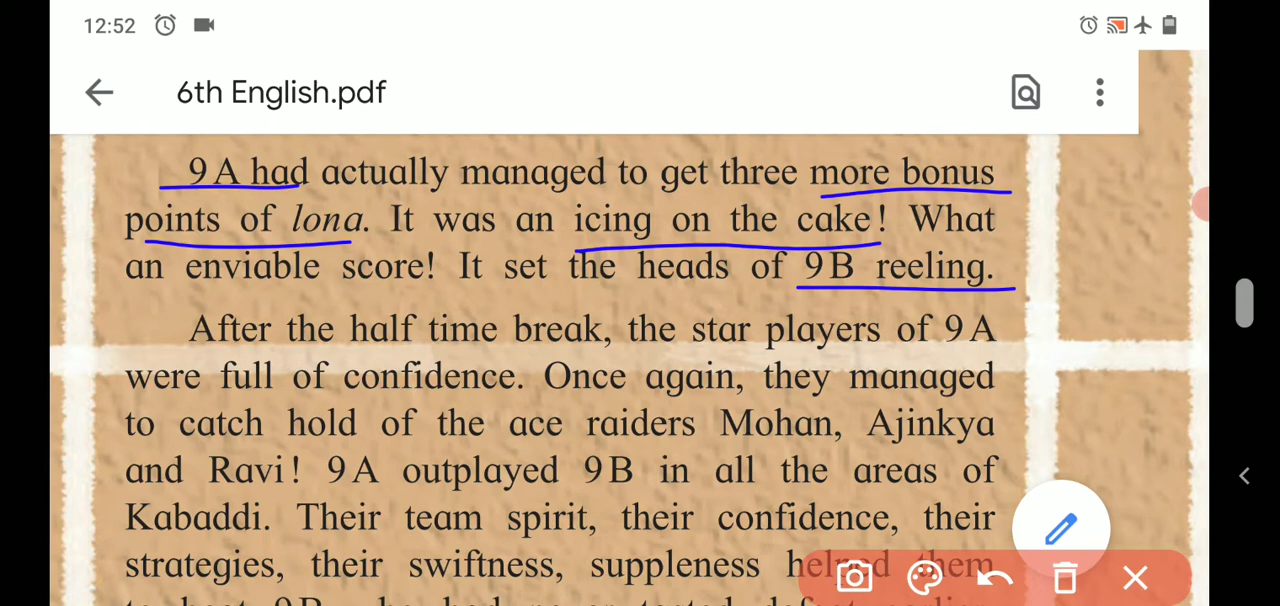 12:52
6th English.pdf
9 A had actually managed to get three more bonus
points of lona. It was an icing on the cake! What
an enviable score! It set the heads of 9 B reeling.
After the half time break, the star players of 9 A
were full of confidence. Once again, they managed
to catch hold of the ace raiders Mohan, Ajinkya
and Ravi! 9 A outplayed 9 B in all the areas of
Kabaddi. Their team spirit, their confidence, their
strategies, their swiftness, suppleness helped them